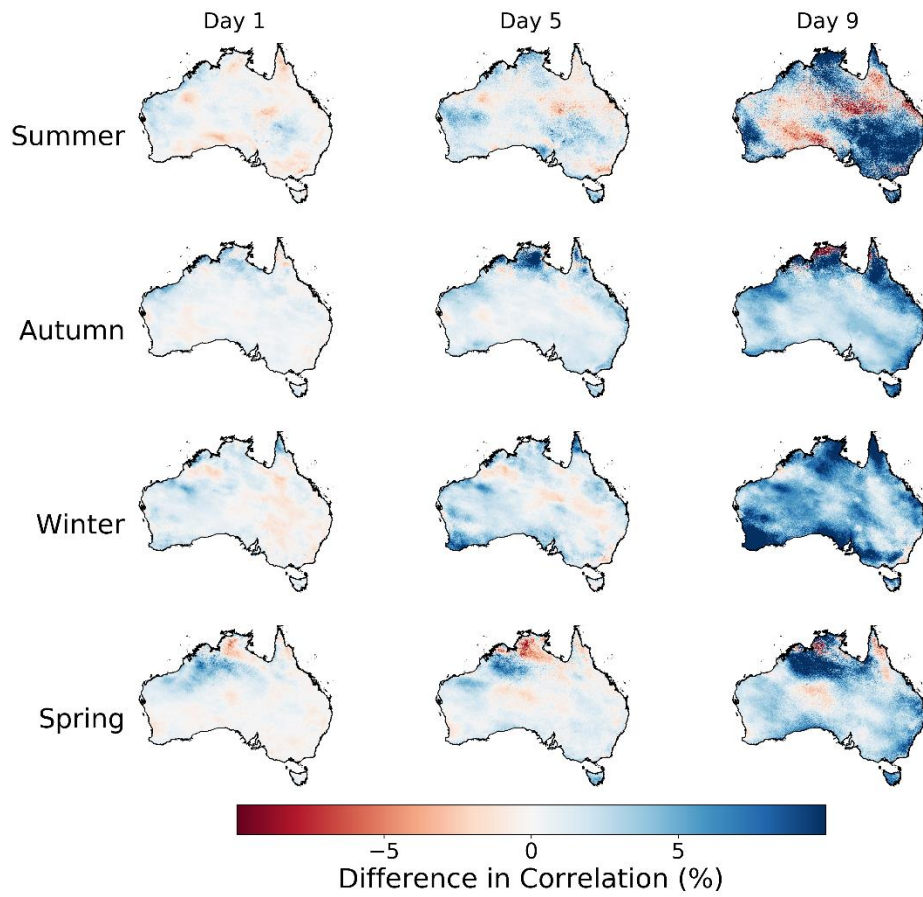 Day 1 Day 5 Day 9
Summer
Autumn
Winter
Spring
−5 0 5
Difference in Correlation (%)